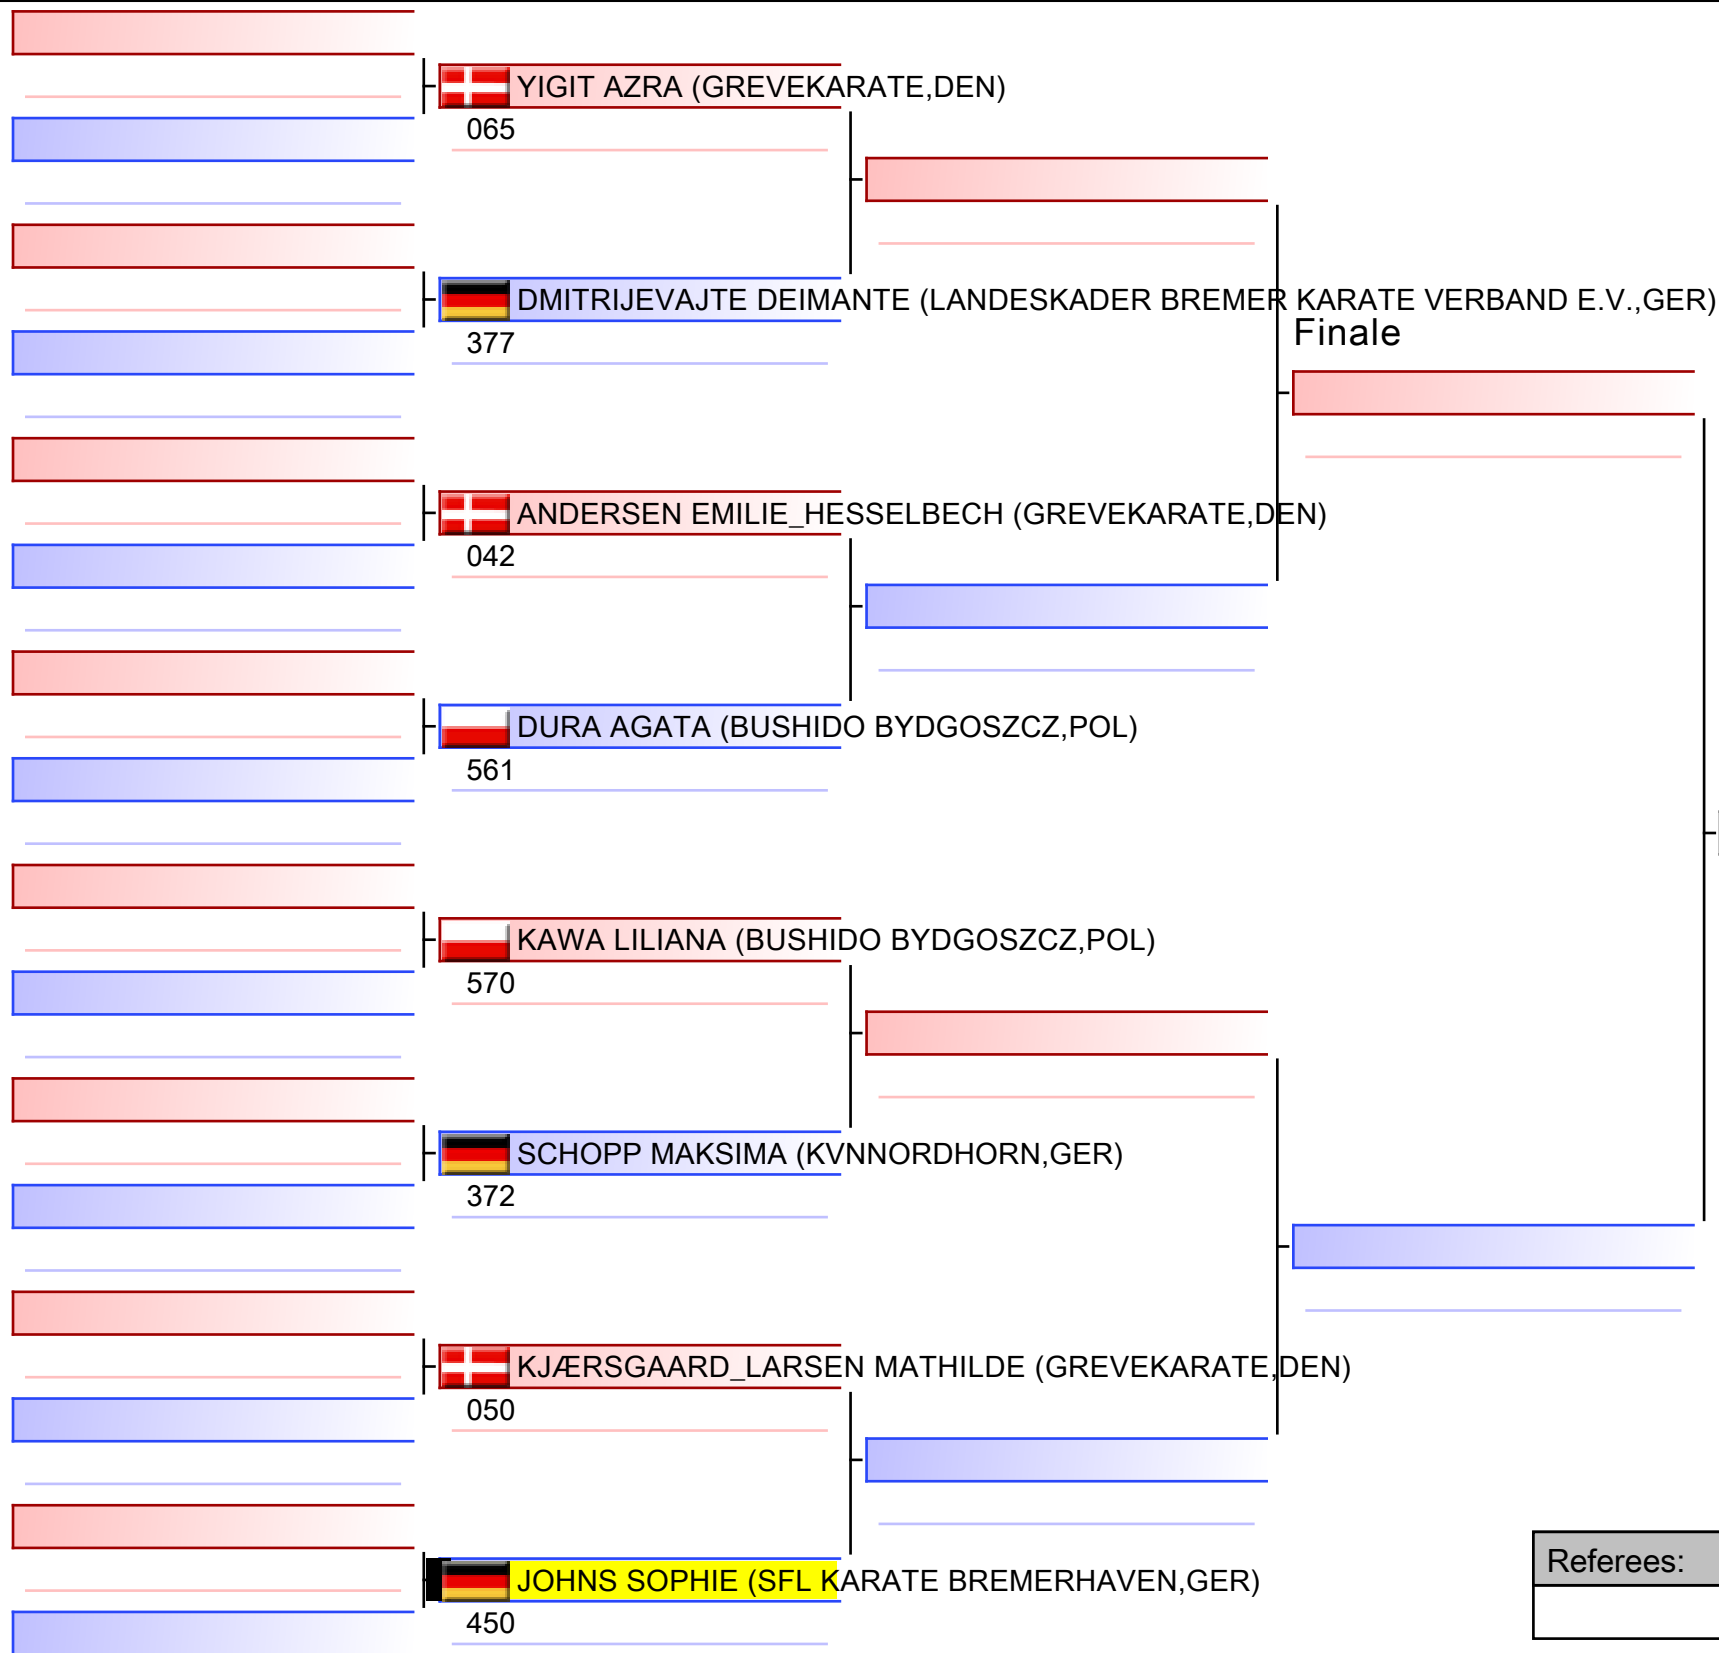 YIGIT AZRA (GREVEKARATE,DEN)
065
DMITRIJEVAJTE DEIMANTE (LANDESKADER BREMER KARATE VERBAND E.V.,GER)
377
Finale
ANDERSEN EMILIE_HESSELBECH (GREVEKARATE,DEN)
042
DURA AGATA (BUSHIDO BYDGOSZCZ,POL)
561
KAWA LILIANA (BUSHIDO BYDGOSZCZ,POL)
570
SCHOPP MAKSIMA (KVNNORDHORN,GER)
372
KJÆRSGAARD_LARSEN MATHILDE (GREVEKARATE,DEN)
050
JOHNS SOPHIE (SFL KARATE BREMERHAVEN,GER)
450
Referees: